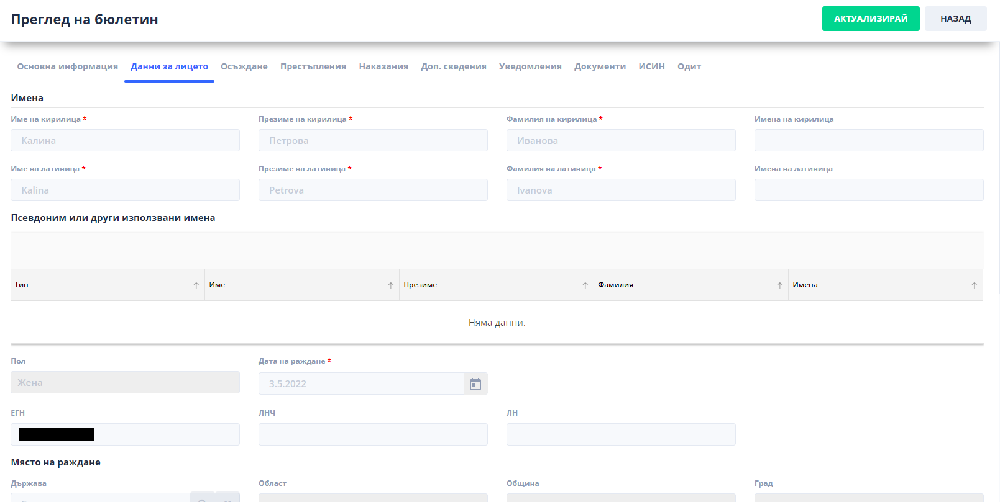 Преглед на бюлетин
АКТУАЛИЗИРАЙ НАЗАД
Основна информация Данни за лицето Осъждане Престъпления Наказания Доп. сведения Уведомления Документи ИСИН Одит
Имена
Име на кирилица * Презиме на кирилица * Фамилия на кирилица * Имена на кирилица
Калина Петрова Иванова
Име на латиница * Презиме на латиница * Фамилия на латиница * Имена на латиница
Kalina Petrova Ivanova
Псевдоним или други използвани имена
Тип Име Презиме Фамилия Имена
Няма данни.
Пол Дата на раждане *
Жена 3.5.2022
ЕГН ЛНЧ ЛН
Място на раждане
Държава Област Община Град